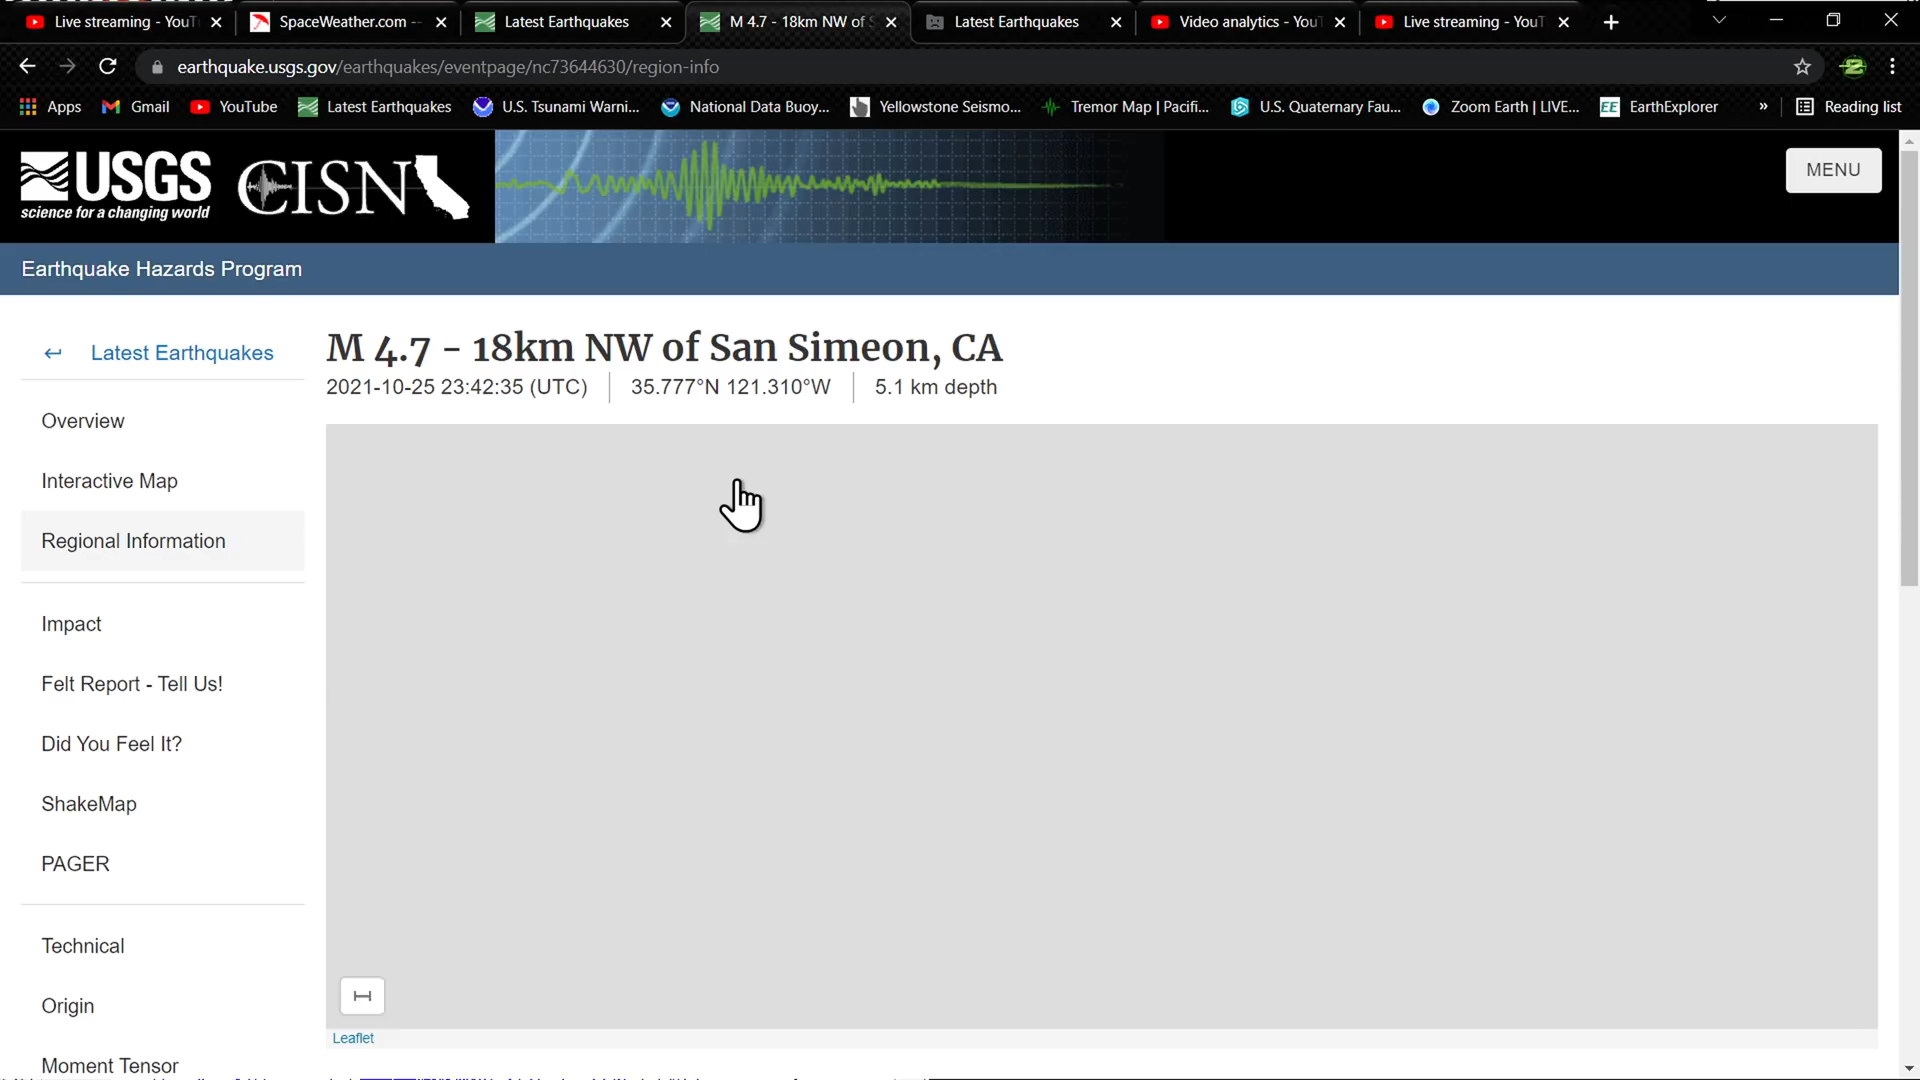 Live streaming - YouT
SpaceWeather.com --
Latest Earthquakes
M 4.7 - 18km NW of S
Latest Earthquakes
Video analytics - YouT
Live streaming - YouT
earthquake.usgs.gov/earthquakes/eventpage/nc73644630/region-info
Apps
Gmail
YouTube
Latest Earthquakes
U.S. Tsunami Warni...
National Data Buoy...
Yellowstone Seismo...
Tremor Map | Pacifi...
U.S. Quaternary Fau...
Zoom Earth | LIVE...
EE
EarthExplorer
»
Reading list
USGS
science for a changing world
CISN
MENU
Earthquake Hazards Program
Latest Earthquakes
M 4.7 - 18km NW of San Simeon, CA
2021-10-25 23:42:35 (UTC)
35.777°N 121.310°W
5.1 km depth
Overview
Interactive Map
Regional Information
Impact
Felt Report - Tell Us!
Did You Feel It?
ShakeMap
PAGER
Technical
Origin
Moment Tensor
Leaflet